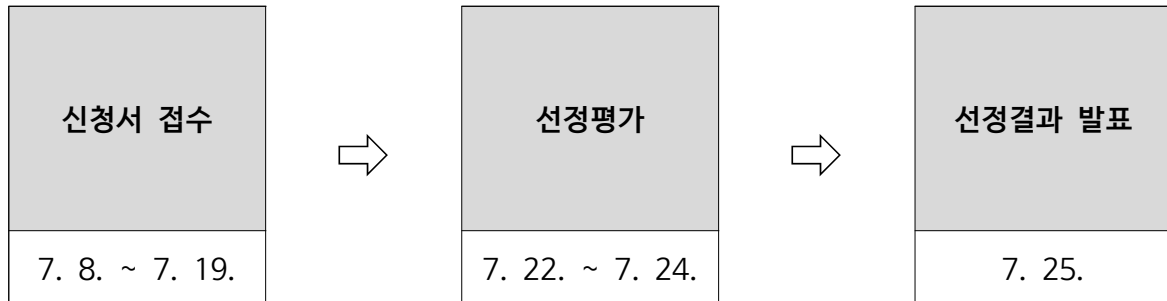 신청서 접수
선정평가
선정결과 발표
7. 8. ~ 7. 19.
7. 22. ~ 7. 24.
7. 25.